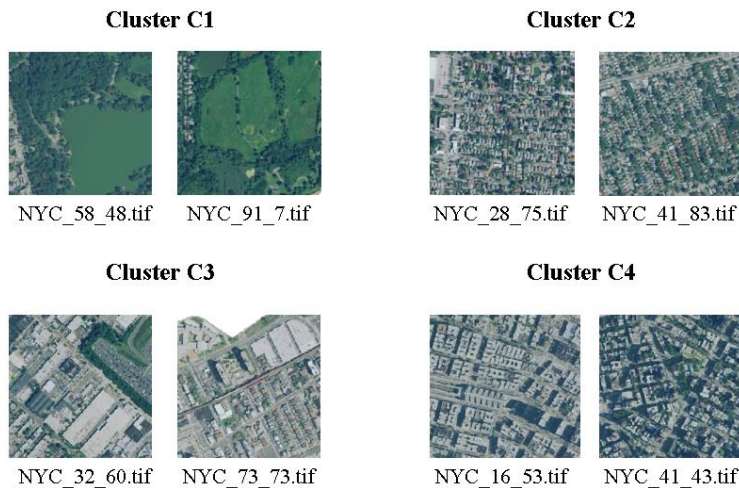 Cluster C1
Cluster C2
NYC_58_48.tif
NYC_91_7.tif
NYC_28_75.tif
NYC_41_83.tif
Cluster C3
Cluster C4
NYC_32_60.tif
NYC_73_73.tif
NYC_16_53.tif
NYC_41_43.tif